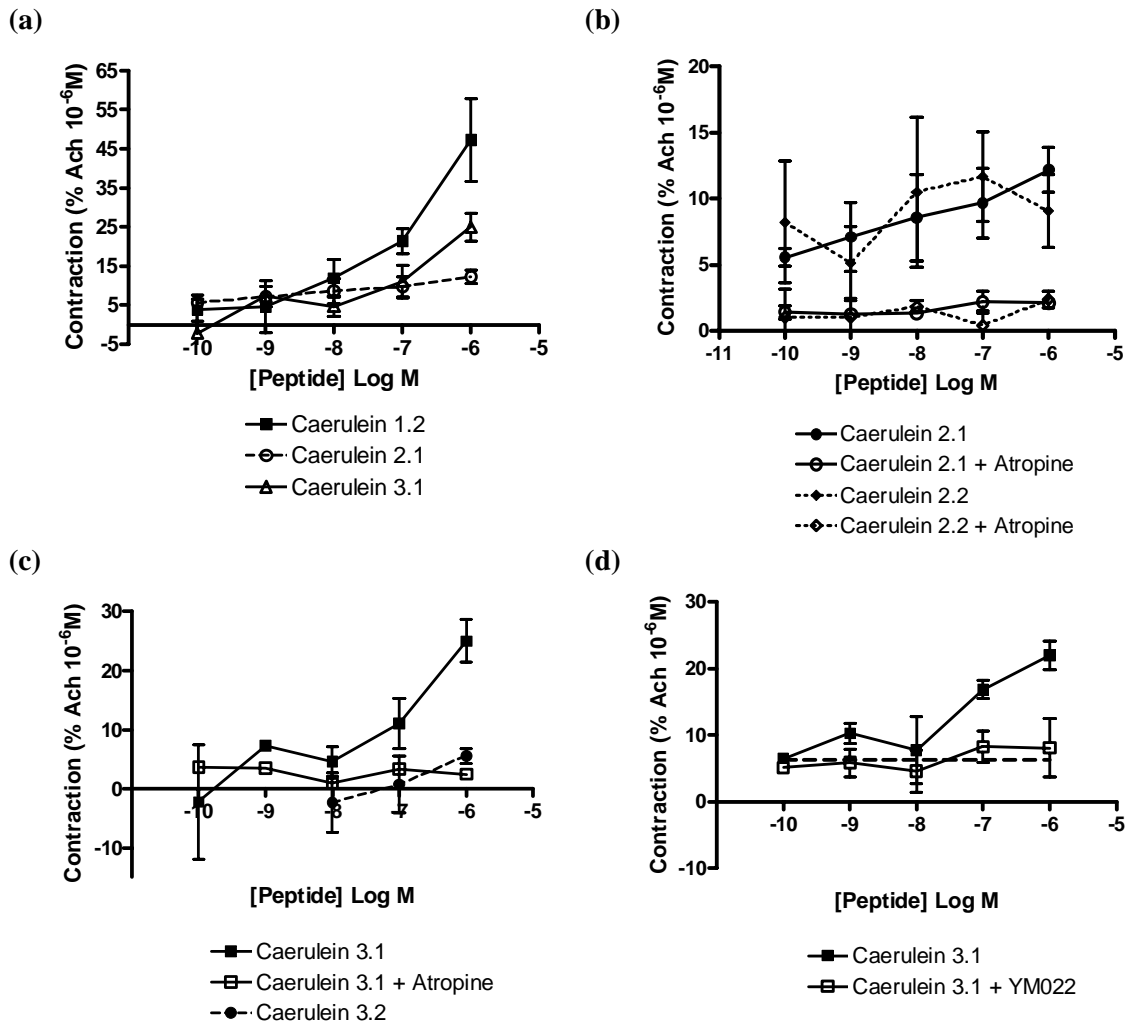 (a)
Contraction (% Ach 10-6M)
65
55
45
35
25
15
5
-5
-10 -9 -8 -7 -6 -5
[Peptide] Log M
Caerulein 1.2
Caerulein 2.1
Caerulein 3.1
(b)
Contraction (% Ach 10-6M)
20
15
10
5
0
-11 -10 -9 -8 -7 -6 -5
[Peptide] Log M
Caerulein 2.1
Caerulein 2.1 + Atropine
Caerulein 2.2
Caerulein 2.2 + Atropine
(c)
Contraction (% Ach 10-6M)
30
20
10
0
-10
-10 -9 -8 -7 -6 -5
[Peptide] Log M
Caerulein 3.1
Caerulein 3.1 + Atropine
Caerulein 3.2
(d)
Contraction (% Ach 10-6M)
30
20
10
0
-10
-10 -9 -8 -7 -6 -5
[Peptide] Log M
Caerulein 3.1
Caerulein 3.1 + YM022